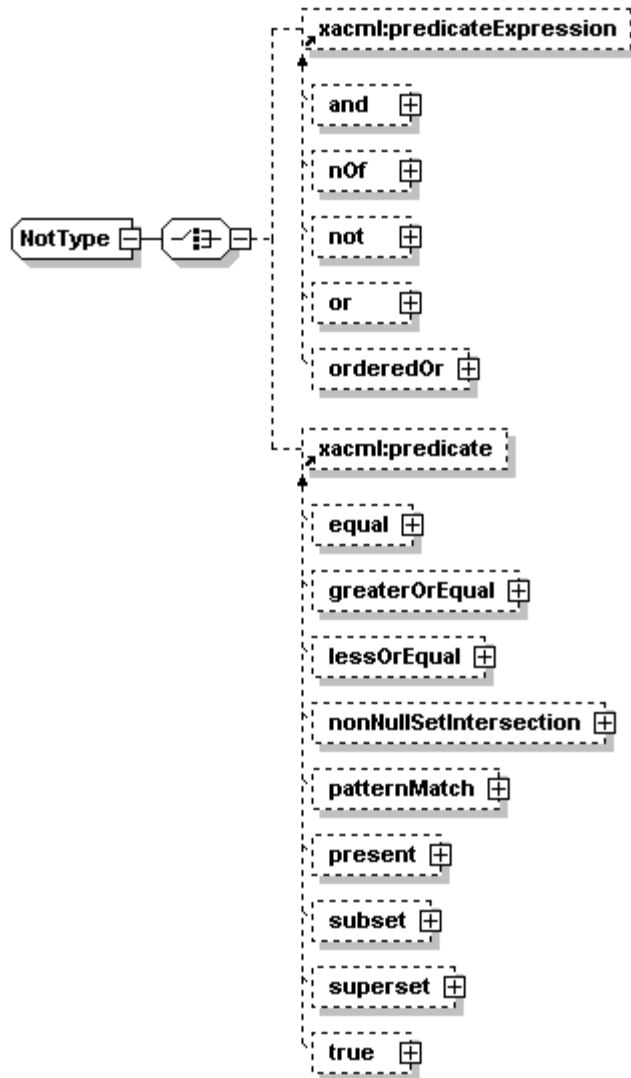 xacml:predicateExpression
and
nOf
NotType
not
or
orderedOr
xacml:predicate
equal
greaterOrEqual
lessOrEqual
nonNullSetIntersection
patternMatch
present
subset
superset
true